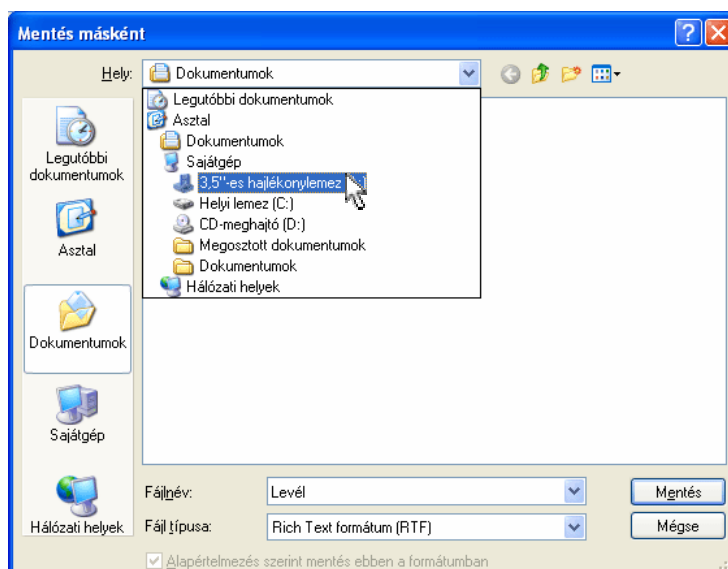 Mentés másként
Hely: Dokumentumok
Legutóbbi dokumentumok
Asztal
Dokumentumok
Sajátgép
3,5"-es hajlékonylemez
Helyi lemez (C:)
CD-meghajtó (D:)
Megosztott dokumentumok
Dokumentumok
Hálózati helyek
Legutóbbi
dokumentumok
Asztal
Dokumentumok
Sajátgép
Hálózati helyek
Fájlnév: Levél
Mentés
Fájl típusa: Rich Text formátum (RTF)
Mégse
Alapértelmezés szerint mentés ebben a formátumban